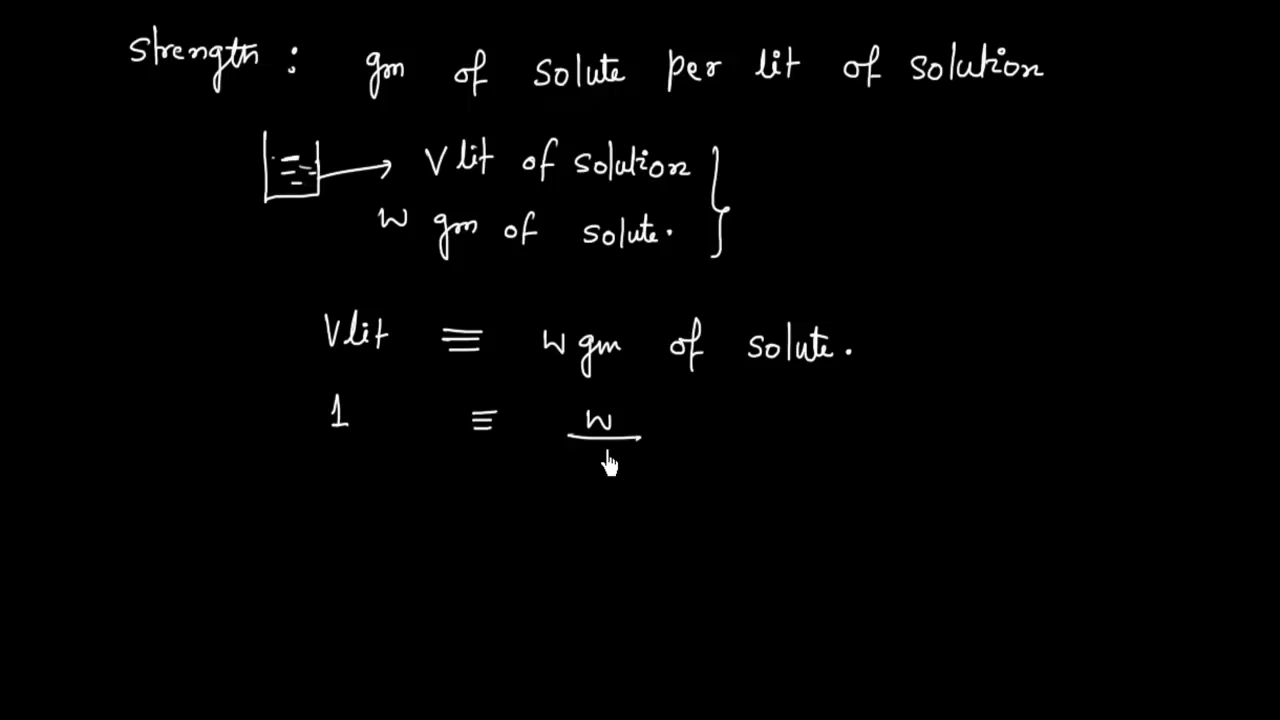 Strength : gm of solute per lit of solution
V lit of solution
W gm of solute.
V lit ≡ W gm of solute.
1 ≡ W